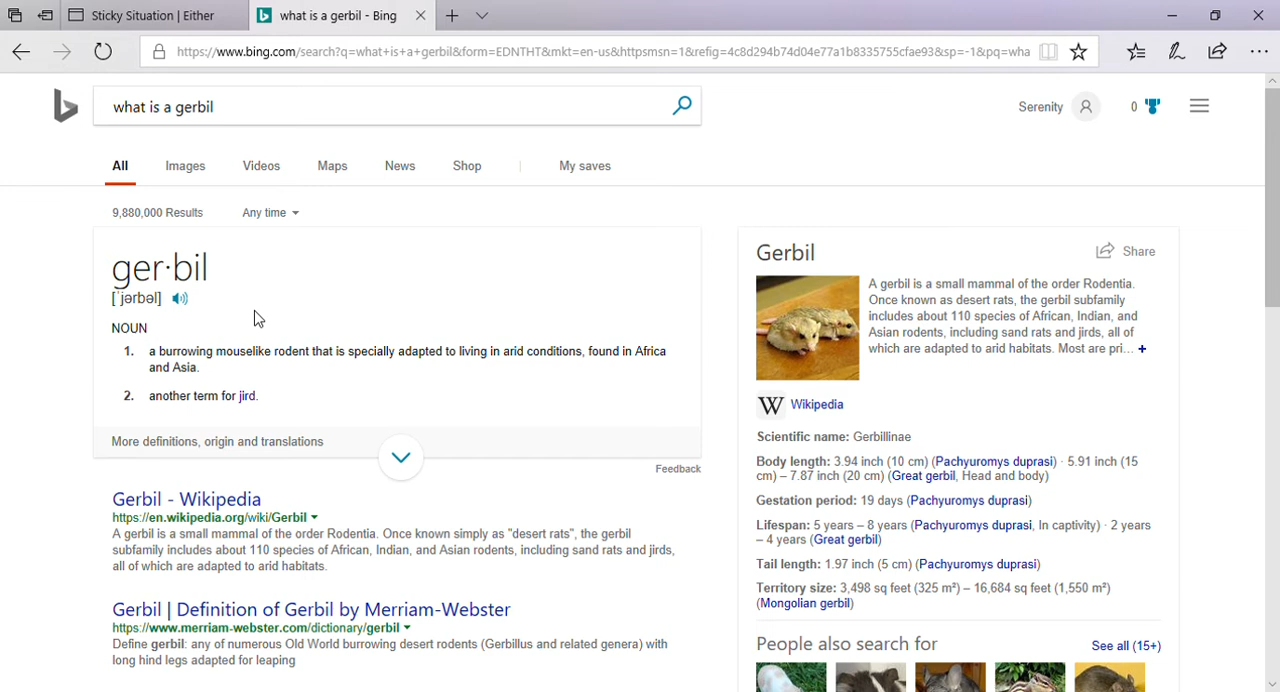 Sticky Situation | Either
what is a gerbil - Bing
https://www.bing.com/search?q=what+is+a+gerbil&form=EDNTHT&mkt=en-us&httpsmsn=1&refig=4c8d294b74d04e77a1b8335755cfae93&sp=-1&pq=wha
what is a gerbil
Serenity
0
All Images Videos Maps News Shop | My saves
9,880,000 Results Any time
ger·bil
[ˈjərbəl]
NOUN
1. a burrowing mouselike rodent that is specially adapted to living in arid conditions, found in Africa
and Asia.
2. another term for jird.
More definitions, origin and translations
Feedback
Gerbil - Wikipedia
https://en.wikipedia.org/wiki/Gerbil
A gerbil is a small mammal of the order Rodentia. Once known simply as "desert rats", the gerbil
subfamily includes about 110 species of African, Indian, and Asian rodents, including sand rats and jirds,
all of which are adapted to arid habitats.
Gerbil | Definition of Gerbil by Merriam-Webster
https://www.merriam-webster.com/dictionary/gerbil
Define gerbil: any of numerous Old World burrowing desert rodents (Gerbillus and related genera) with
long hind legs adapted for leaping
Gerbil
Share
A gerbil is a small mammal of the order Rodentia.
Once known as desert rats, the gerbil subfamily
includes about 110 species of African, Indian, and
Asian rodents, including sand rats and jirds, all of
which are adapted to arid habitats. Most are pri... +
W Wikipedia
Scientific name: Gerbillinae
Body length: 3.94 inch (10 cm) (Pachyuromys duprasi) · 5.91 inch (15
cm) – 7.87 inch (20 cm) (Great gerbil, Head and body)
Gestation period: 19 days (Pachyuromys duprasi)
Lifespan: 5 years – 8 years (Pachyuromys duprasi, In captivity) · 2 years
– 4 years (Great gerbil)
Tail length: 1.97 inch (5 cm) (Pachyuromys duprasi)
Territory size: 3,498 sq feet (325 m²) – 16,684 sq feet (1,550 m²)
(Mongolian gerbil)
People also search for
See all (15+)